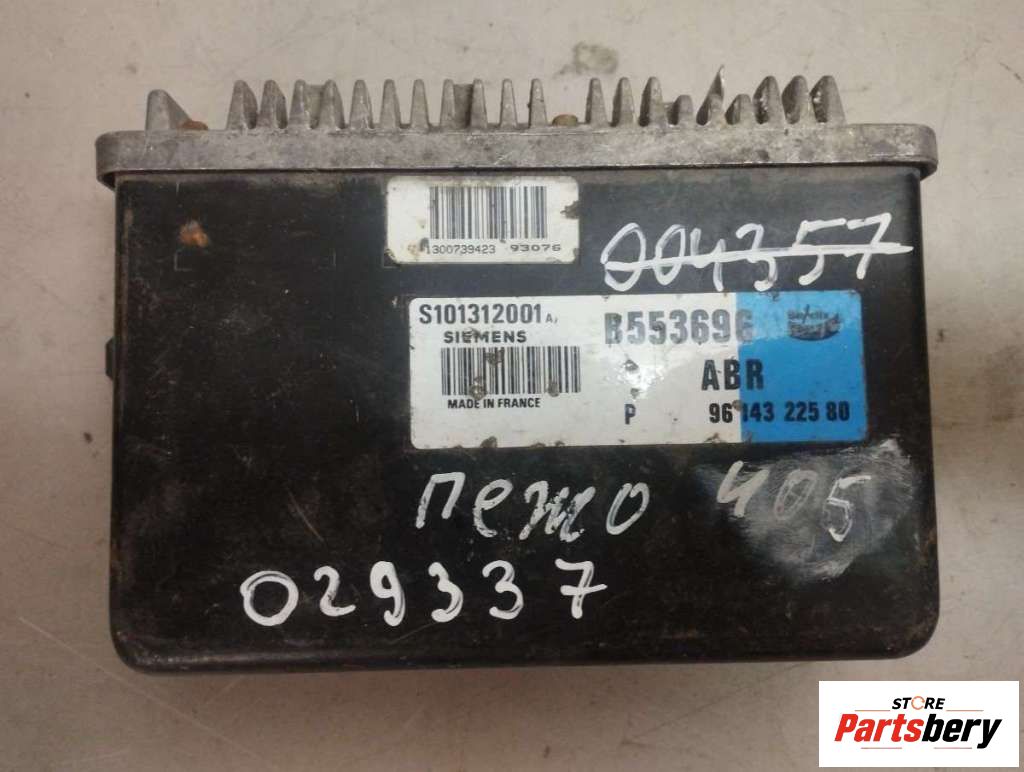 1300739423 93076
004357
S101312001 A)
SIEMENS
MADE IN FRANCE
B553696
Bendix
ABR
P 96 143 225 80
пежо 405
029337
STORE
Partsbery